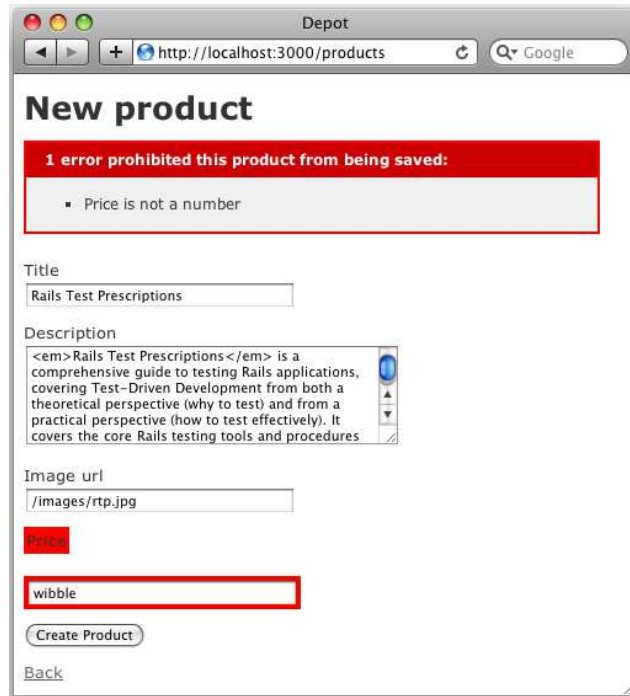 Depot
http://localhost:3000/products
Google
New product
1 error prohibited this product from being saved:
Price is not a number
Title
Rails Test Prescriptions
Description
<em>Rails Test Prescriptions</em> is a
comprehensive guide to testing Rails applications,
covering Test-Driven Development from both a
theoretical perspective (why to test) and from a
practical perspective (how to test effectively). It
covers the core Rails testing tools and procedures
Image url
/images/rtp.jpg
Price
wibble
Create Product
Back